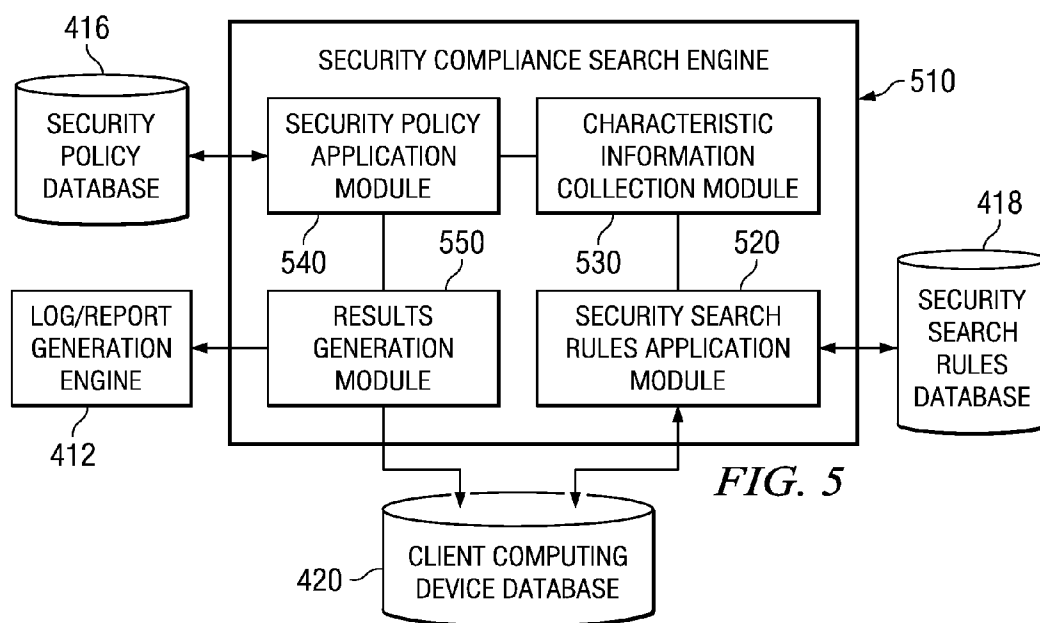 416
SECURITY COMPLIANCE SEARCH ENGINE
510
SECURITY
POLICY
DATABASE
SECURITY POLICY
APPLICATION
MODULE
CHARACTERISTIC
INFORMATION
COLLECTION MODULE
540
550
530
520
418
LOG/REPORT
GENERATION
ENGINE
RESULTS
GENERATION
MODULE
SECURITY SEARCH
RULES APPLICATION
MODULE
SECURITY
SEARCH
RULES
DATABASE
412
FIG. 5
420
CLIENT COMPUTING
DEVICE DATABASE